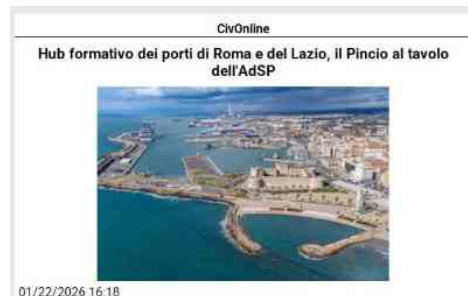 CivOnline
Hub formativo dei porti di Roma e del Lazio, il Pincio al tavolo
dell'AdSP
01/22/2026 16:18